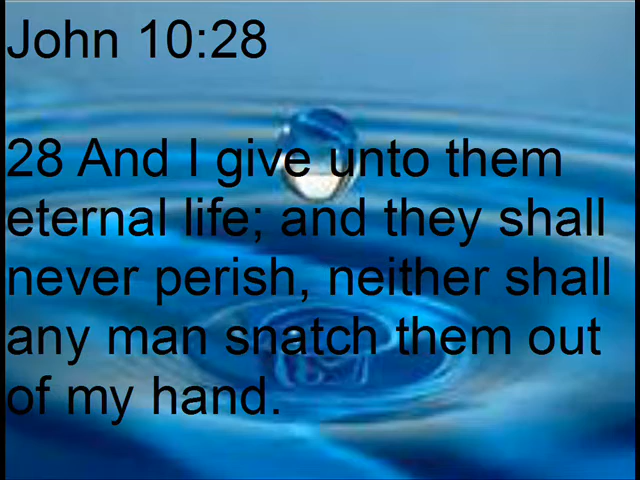 John 10:28
28 And I give unto them
eternal life; and they shall
never perish, neither shall
any man snatch them out
of my hand.